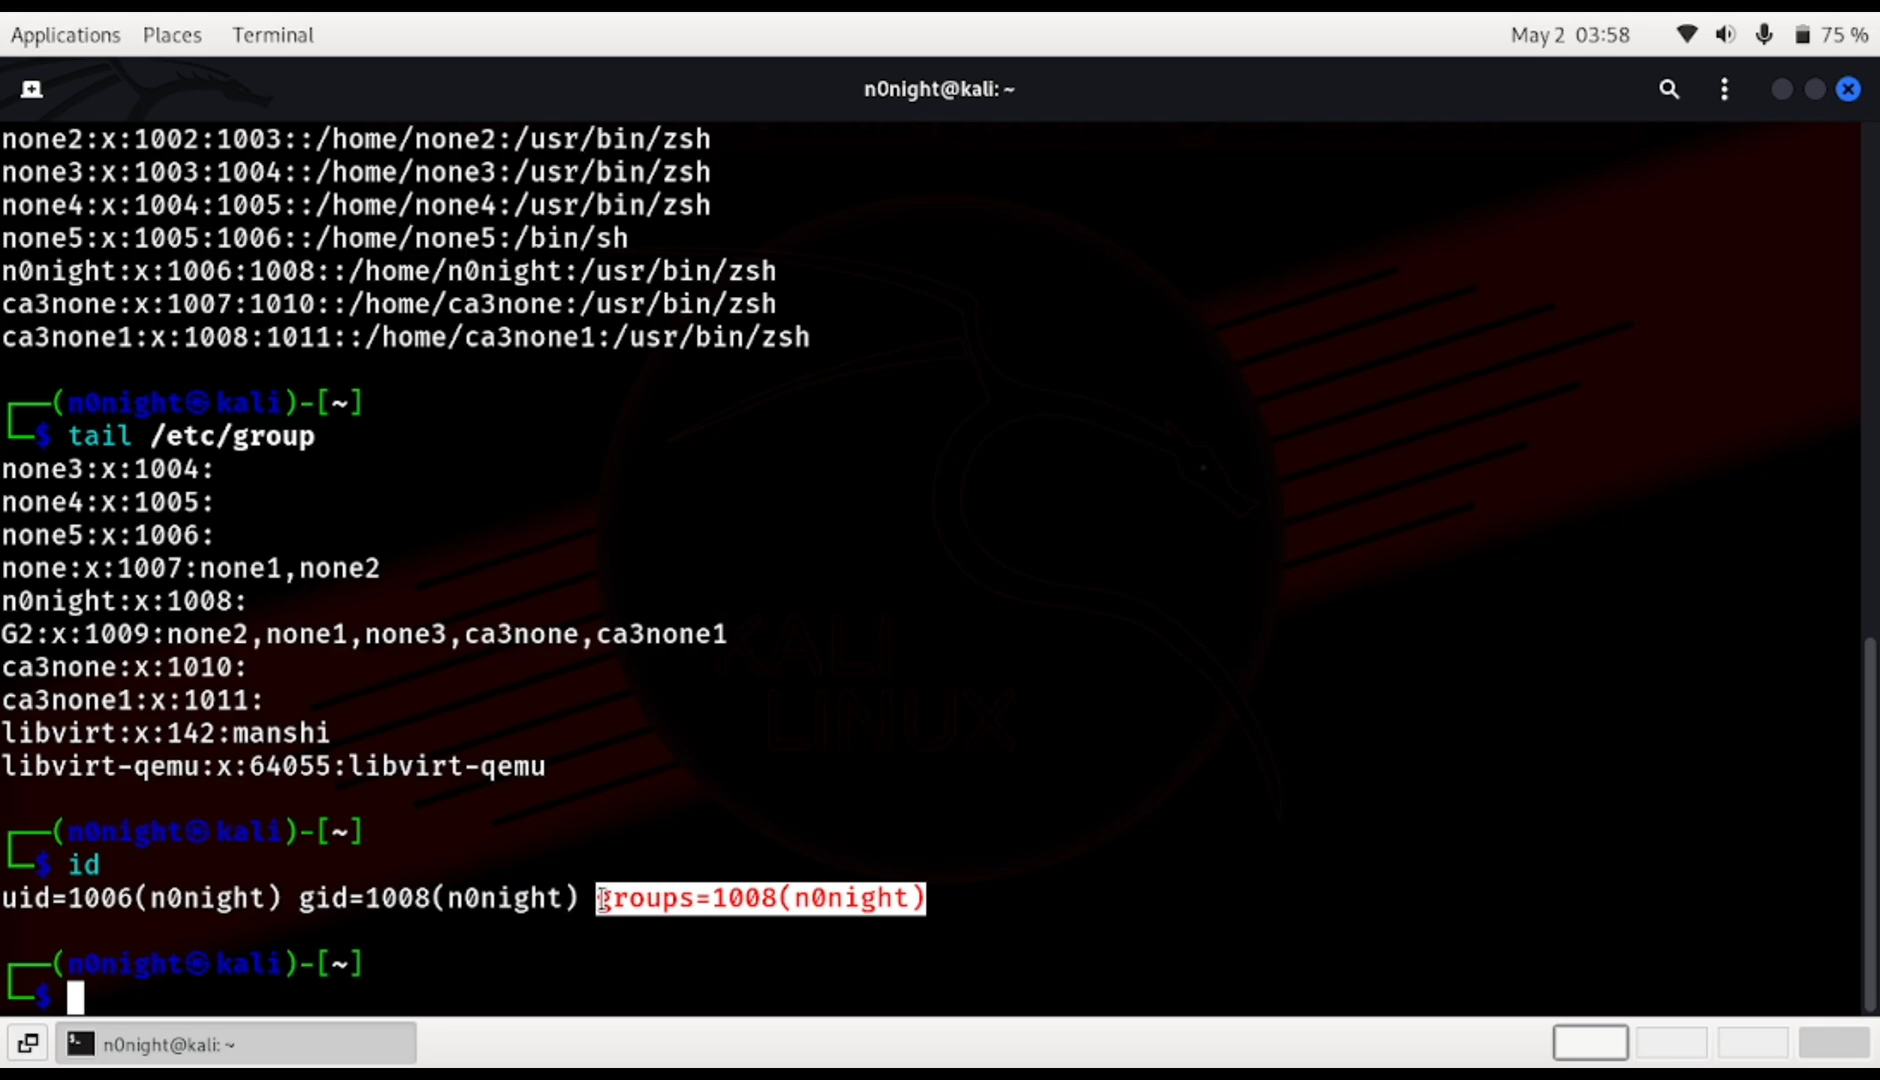 Applications Places Terminal May 2 03:58 75 %
n0night@kali: ~
none2:x:1002:1003::/home/none2:/usr/bin/zsh
none3:x:1003:1004::/home/none3:/usr/bin/zsh
none4:x:1004:1005::/home/none4:/usr/bin/zsh
none5:x:1005:1006::/home/none5:/bin/sh
n0night:x:1006:1008::/home/n0night:/usr/bin/zsh
ca3none:x:1007:1010::/home/ca3none:/usr/bin/zsh
ca3none1:x:1008:1011::/home/ca3none1:/usr/bin/zsh
┌──(n0night㉿kali)-[~]
└─$ tail /etc/group
none3:x:1004:
none4:x:1005:
none5:x:1006:
none:x:1007:none1,none2
n0night:x:1008:
G2:x:1009:none2,none1,none3,ca3none,ca3none1
ca3none:x:1010:
ca3none1:x:1011:
libvirt:x:142:manshi
libvirt-qemu:x:64055:libvirt-qemu
KALI
LINUX
┌──(n0night㉿kali)-[~]
└─$ id
uid=1006(n0night) gid=1008(n0night) groups=1008(n0night)
┌──(n0night㉿kali)-[~]
└─$
n0night@kali: ~